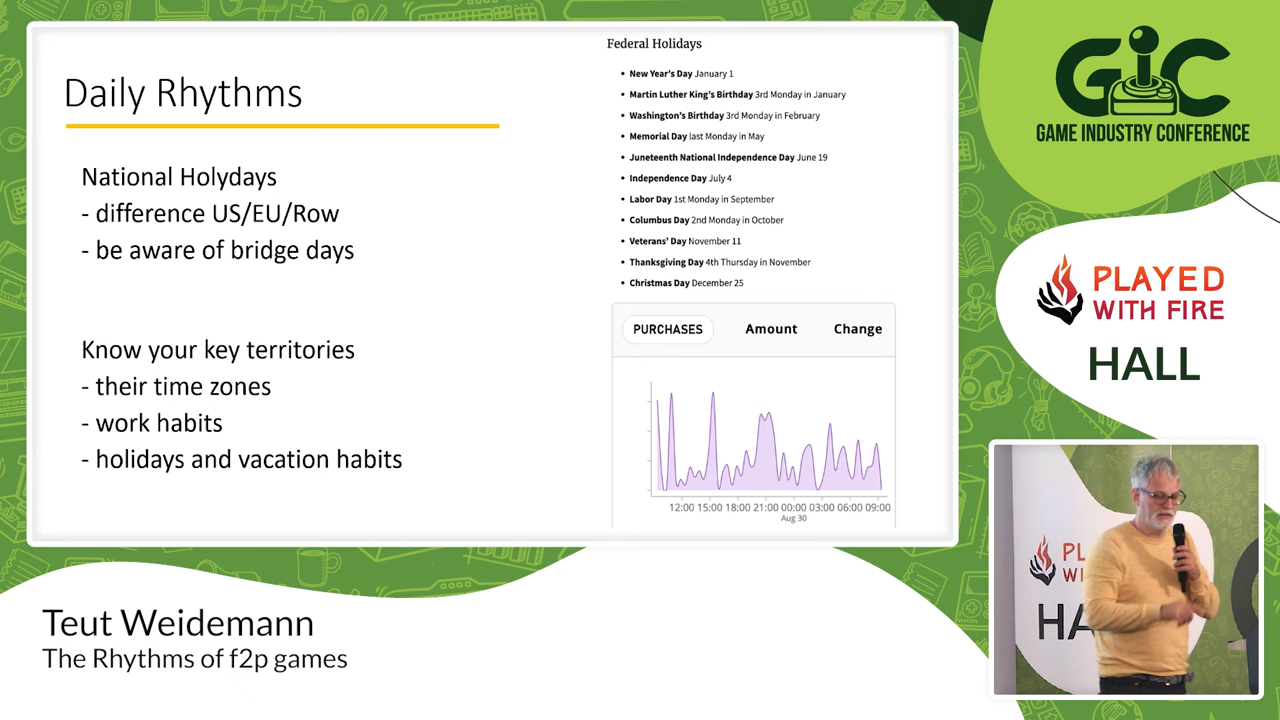 Daily Rhythms
National Holydays
- difference US/EU/Row
- be aware of bridge days
Know your key territories
- their time zones
- work habits
- holidays and vacation habits
Federal Holidays
• New Year's Day January 1
• Martin Luther King's Birthday 3rd Monday in January
• Washington's Birthday 3rd Monday in February
• Memorial Day last Monday in May
• Juneteenth National Independence Day June 19
• Independence Day July 4
• Labor Day 1st Monday in September
• Columbus Day 2nd Monday in October
• Veterans' Day November 11
• Thanksgiving Day 4th Thursday in November
• Christmas Day December 25
PURCHASES Amount Change
12:00 15:00 18:00 21:00 00:00 03:00 06:00 09:00
Aug 30
GIC
GAME INDUSTRY CONFERENCE
PLAYED
WITH FIRE
HALL
PL
WI
HA
Teut Weidemann
The Rhythms of f2p games